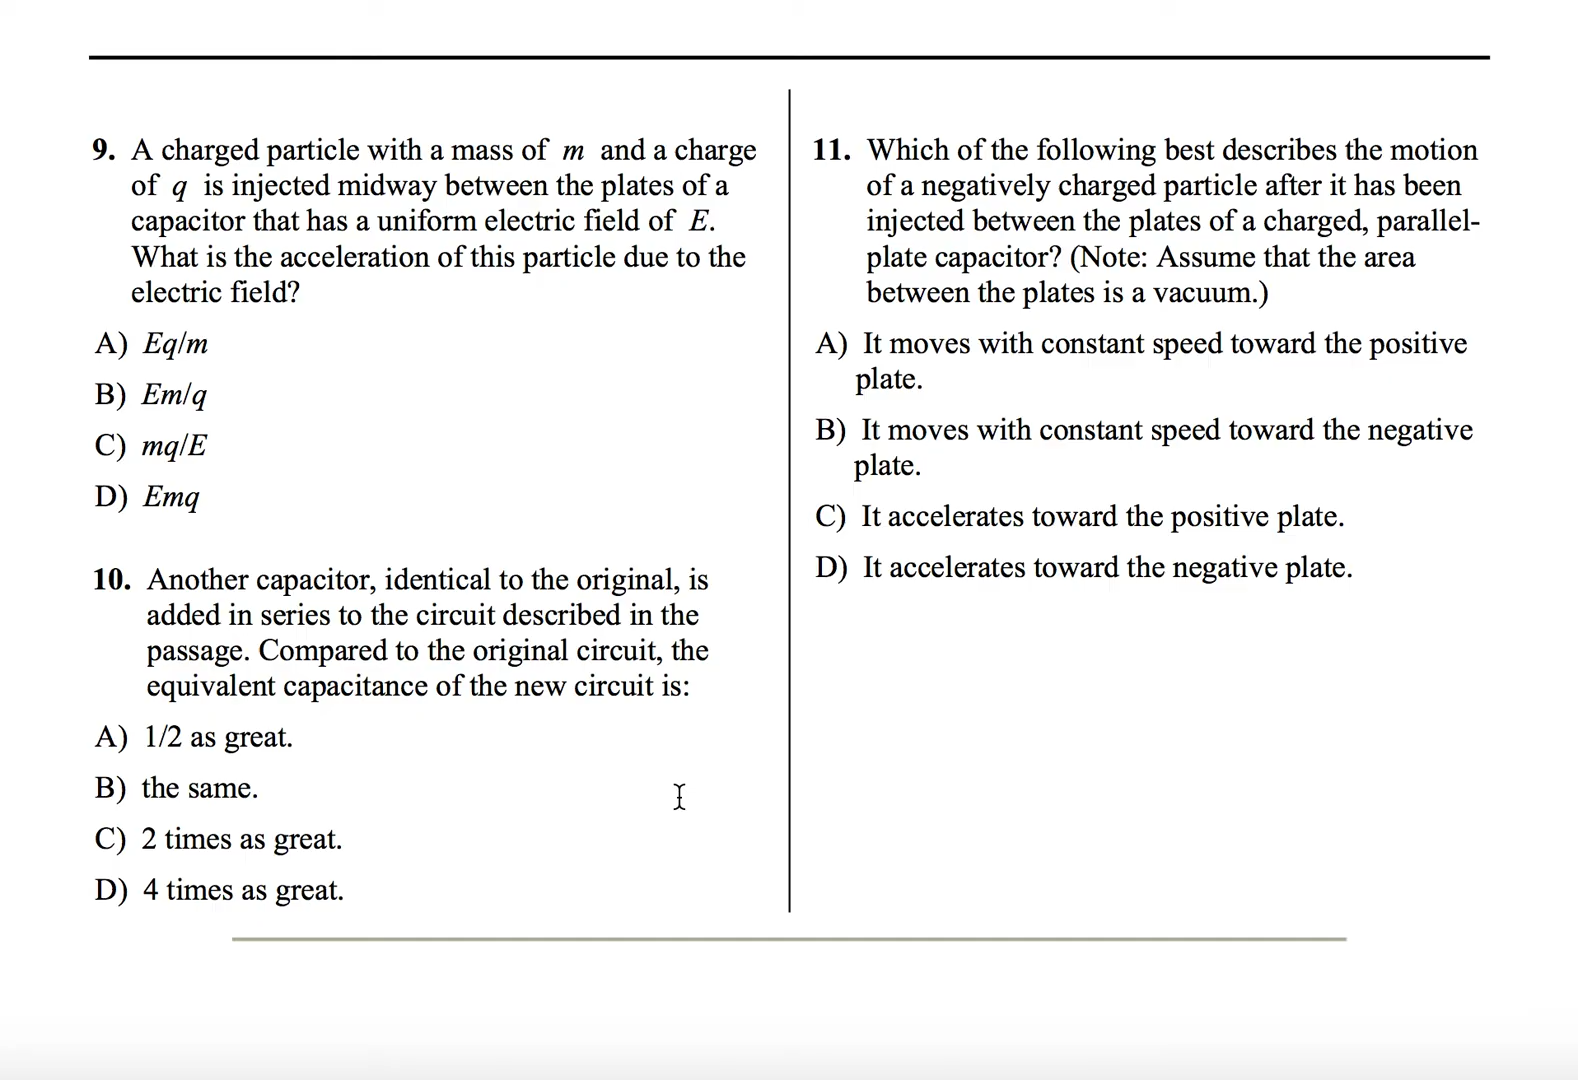 9. A charged particle with a mass of m and a charge
of q is injected midway between the plates of a
capacitor that has a uniform electric field of E.
What is the acceleration of this particle due to the
electric field?
A) Eq/m
B) Em/q
C) mq/E
D) Emq
10. Another capacitor, identical to the original, is
added in series to the circuit described in the
passage. Compared to the original circuit, the
equivalent capacitance of the new circuit is:
A) 1/2 as great.
B) the same.
C) 2 times as great.
D) 4 times as great.
11. Which of the following best describes the motion
of a negatively charged particle after it has been
injected between the plates of a charged, parallel-
plate capacitor? (Note: Assume that the area
between the plates is a vacuum.)
A) It moves with constant speed toward the positive
plate.
B) It moves with constant speed toward the negative
plate.
C) It accelerates toward the positive plate.
D) It accelerates toward the negative plate.